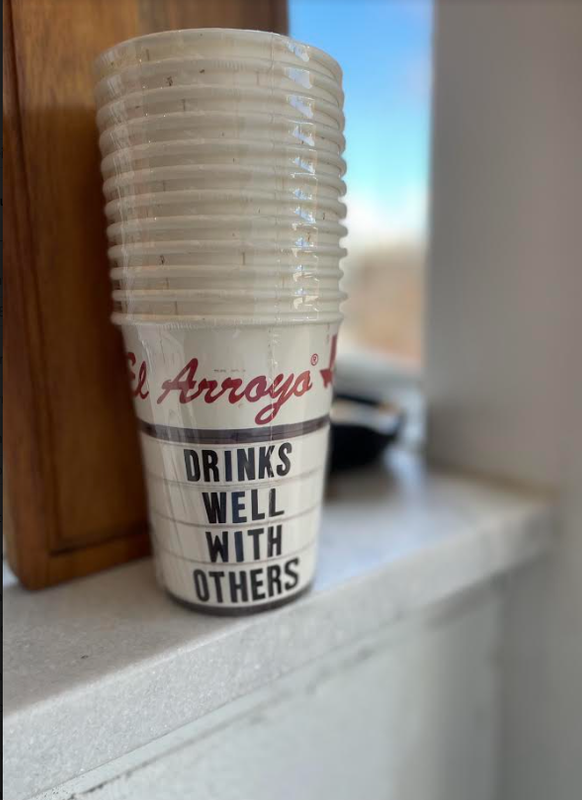 El Arroyo®
DRINKS
WELL
WITH
OTHERS